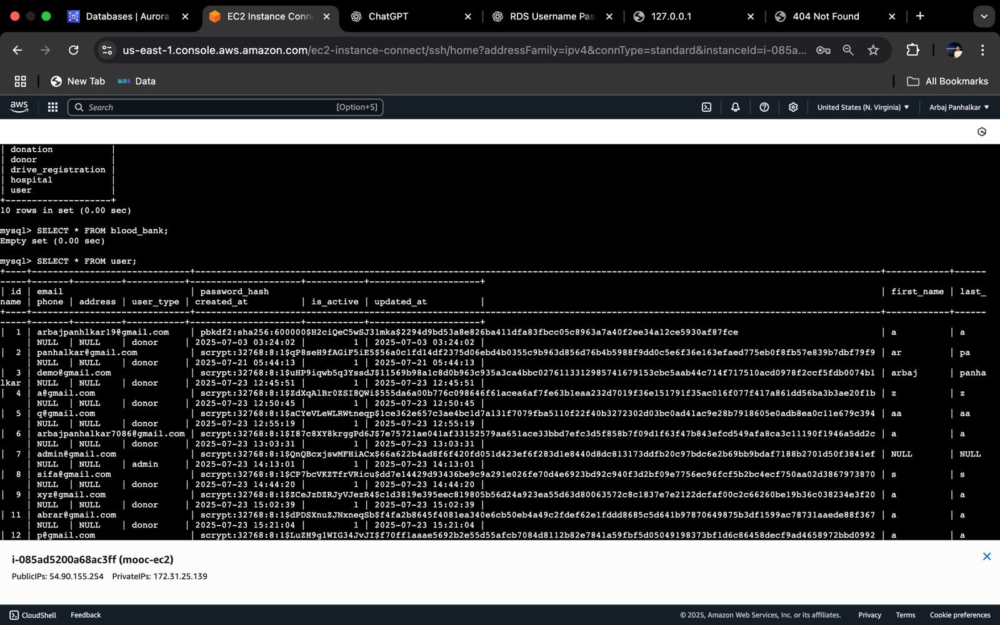 Databases | Aurora
EC2 Instance Conn
ChatGPT
RDS Username Pas
127.0.0.1
404 Not Found
us-east-1.console.aws.amazon.com/ec2-instance-connect/ssh/home?addressFamily=ipv4&connType=standard&instanceId=i-085a...
New Tab
MDB Data
All Bookmarks
aws
Search
[Option+S]
United States (N. Virginia) ▼
Arbaj Panhalkar ▼
| donation           |
| donor              |
| drive_registration |
| hospital           |
| user               |
+--------------------+
10 rows in set (0.00 sec)
mysql> SELECT * FROM blood_bank;
Empty set (0.00 sec)
mysql> SELECT * FROM user;
| id | email | password_hash | first_name | last_
name | phone | address | user_type | created_at | is_active | updated_at |
| 1 | arbajpanhlkar19@gmail.com | pbkdf2:sha256:600000$H2ciQeC5wSJ31mka$2294d9bd53a8e826ba411dfa83fbcc05c8963a7a40f2ee34a12ce5930af87fce | a | a
| NULL | NULL | donor | 2025-07-03 03:24:02 | 1 | 2025-07-03 03:24:02 |
| 2 | panhalkar@gmail.com | scrypt:32768:8:1$qP8seH9fAGiF5iE5$56a0c1fd14df2375d06ebd4b0355c9b963d856d76b4b5988f9dd0c5e6f36e163efaed775eb0f8fb57e839b7dbf79f9 | ar | pa
| NULL | NULL | donor | 2025-07-21 05:44:13 | 1 | 2025-07-21 05:44:13 |
| 3 | demo@gmail.com | scrypt:32768:8:1$uHP9iqwb5q3YssdJ$11569b98a1c8d0b963c935a3ca4bbc0276113312985741679153cbc5aab44c714f717510acd0978f2ccf5fdb0074b1 | arbaj | panha
lkar | NULL | NULL | donor | 2025-07-23 12:45:51 | 1 | 2025-07-23 12:45:51 |
| 4 | a@gmail.com | scrypt:32768:8:1$ZdXqAlBr0ZSI8QWi$555da6a00b776c098646f61acea6af7fe63b1eaa232d7019f36e151791f35ac016f077f417a861dd56ba3b3ae20f1b | z | z
| NULL | NULL | donor | 2025-07-23 12:50:45 | 1 | 2025-07-23 12:50:45 |
| 5 | q@gmail.com | scrypt:32768:8:1$aCYeVLeWLRWtneqp$1ce362e657c3ae4bc1d7a131f7079fba5110f22f40b3272302d03bc0ad41ac9e28b7918605e0adb8ea0c11e679c394 | aa | aa
| NULL | NULL | donor | 2025-07-23 12:55:19 | 1 | 2025-07-23 12:55:19 |
| 6 | arbajpanhalkar7086@gmail.com | scrypt:32768:8:1$I87c8XY8krggPd6J$7e75721ae041af33152579aa651ace33bbd7efc3d5f858b7f09d1f63f47b843efcd549afa8ca3c11190f1946a5dd2c | a | a
| NULL | NULL | donor | 2025-07-23 13:03:31 | 1 | 2025-07-23 13:03:31 |
| 7 | admin@gmail.com | scrypt:32768:8:1$QnQBcxjswMFHiACx$66a622b4ad8f6f420fd051d423ef6f283d1e8440d8dc813173ddfb20c97bdc6e2b69bb9bdaf7188b2701d50f3841ef | NULL | NULL
| NULL | NULL | admin | 2025-07-23 14:13:01 | 1 | 2025-07-23 14:13:01 |
| 8 | sifa@gmail.com | scrypt:32768:8:1$CP7bcVKZTfrVRicu$dd7e14429d93436be9c9a291e026fe70d4e6923bd92c940f3d2bf09e7756ec96fcf5b2bc4ecf750aa02d3867973870 | s | s
| NULL | NULL | donor | 2025-07-23 14:44:20 | 1 | 2025-07-23 14:44:20 |
| 9 | xyz@gmail.com | scrypt:32768:8:1$ZCeJzDZRJyVJezR4$c1d3819e395eec819805b56d24a923ea55d63d80063572c8c1837e7e2122dcfaf00c2c66260be19b36c038234e3f20 | a | a
| NULL | NULL | donor | 2025-07-23 15:02:39 | 1 | 2025-07-23 15:02:39 |
| 11 | abrar@gmail.com | scrypt:32768:8:1$dPDSXnuZJNxneqSb$f4fa2b8645f4081ea340e6cb50eb4a49c2fdef62e1fddd8685c5d641b97870649875b3df1599ac78731aaede88f367 | a | a
| NULL | NULL | donor | 2025-07-23 15:21:04 | 1 | 2025-07-23 15:21:04 |
| 12 | p@gmail.com | scrypt:32768:8:1$LuZH9g1WIG34JvJI$f70ff1aaae5692b2e55d55afcb7084d8112b82e7841a59fbf5d05049198373bf1d6c86458decf9ad4658972bbd0992 | a | a
i-085ad5200a68ac3ff (mooc-ec2)
PublicIPs: 54.90.155.254 PrivateIPs: 172.31.25.139
CloudShell
Feedback
© 2025, Amazon Web Services, Inc. or its affiliates.
Privacy
Terms
Cookie preferences